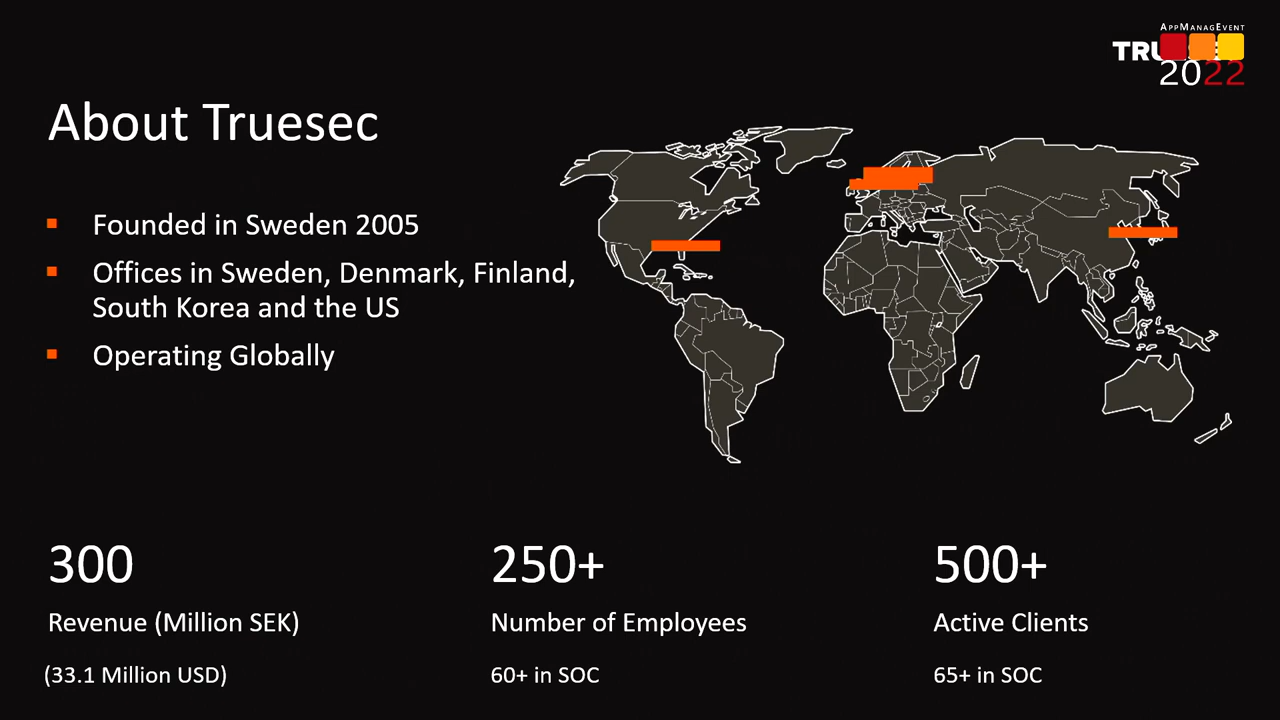 APPMANAGEVENT
TRU
2022
About Truesec
Founded in Sweden 2005
Offices in Sweden, Denmark, Finland,
South Korea and the US
Operating Globally
300
250+
500+
Revenue (Million SEK)
Number of Employees
Active Clients
(33.1 Million USD)
60+ in SOC
65+ in SOC